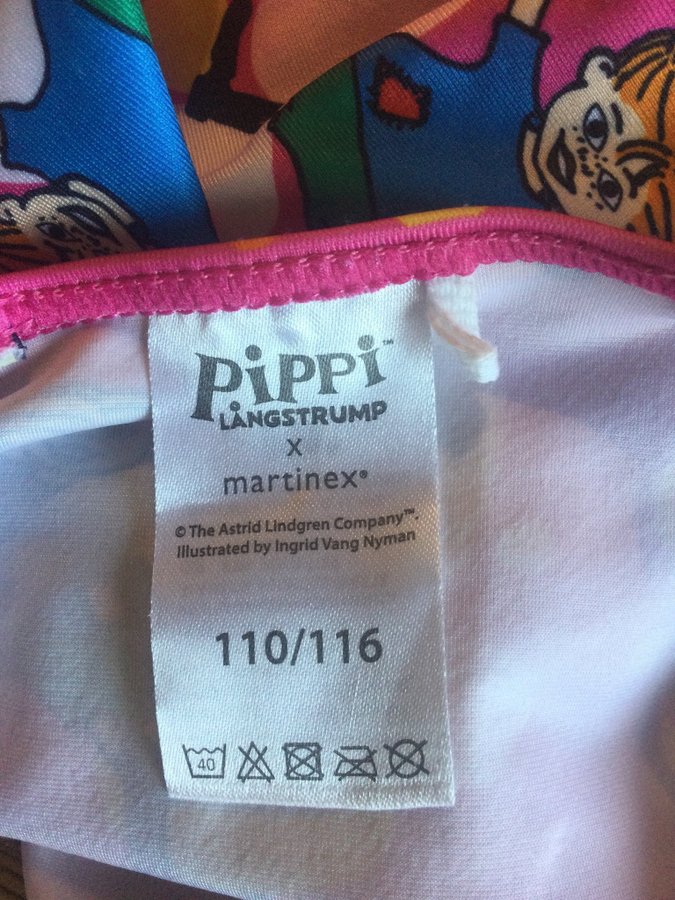 PiPPi™
LÅNGSTRUMP
x
martinex®
© The Astrid Lindgren Company™.
Illustrated by Ingrid Vang Nyman
110/116
40